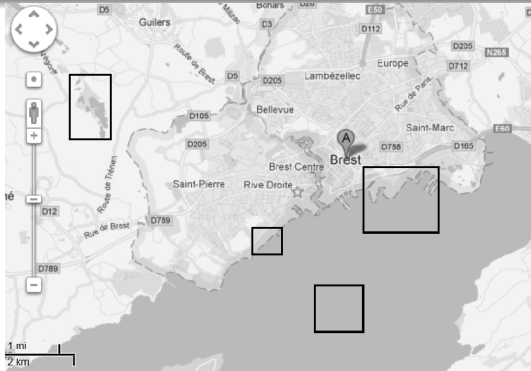 Bohars
D20
E50
D5
Guilers
Route de Brest
D3
D112
D205
N265
Europe
D5
D205
Lambézellec
D712
Rue de Paris
D105
Bellevue
A
Saint-Marc
E60
D205
D788
D165
Brest Centre
Brest
Saint-Pierre
Rive Droite
Route de Trénen
D12
D789
Rue de Brest
D789
1 mi
2 km